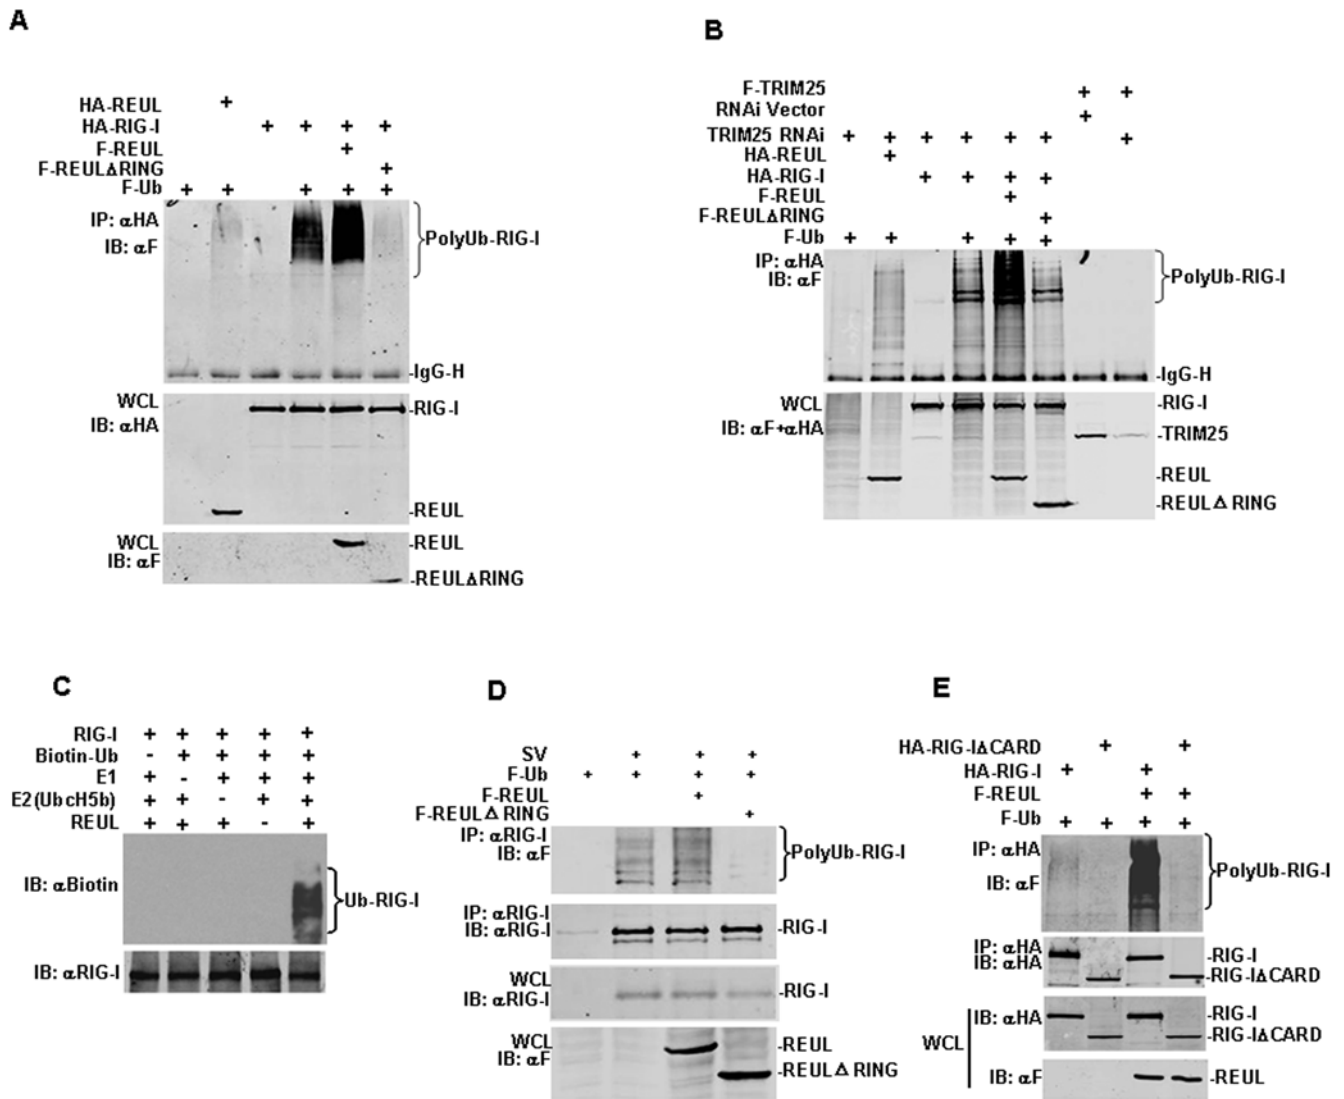 A
HA-REUL +
HA-RIG-I + + + +
F-REUL +
F-REULΔRING +
F-Ub + + + + +
IP: αHA
IB: αF
PolyUb-RIG-I
-IgG-H
WCL
IB: αHA
-RIG-I
-REUL
WCL
IB: αF
-REUL
-REULΔRING
B
F-TRIM25 + +
RNAi Vector +
TRIM25 RNAi + + + + + + +
HA-REUL +
HA-RIG-I + + + +
F-REUL +
F-REULΔRING +
F-Ub + + + + +
IP: αHA
IB: αF
PolyUb-RIG-I
-IgG-H
WCL
IB: αF+αHA
-RIG-I
-TRIM25
-REUL
-REULΔRING
C
RIG-I + + + + +
Biotin-Ub - + + + +
E1 + - + + +
E2(UbcH5b) + + - + +
REUL + + + - +
IB: αBiotin
Ub-RIG-I
IB: αRIG-I
D
SV + + +
F-Ub + + + +
F-REUL +
F-REULΔRING +
IP: αRIG-I
IB: αF
PolyUb-RIG-I
IP: αRIG-I
IB: αRIG-I
-RIG-I
WCL
IB: αRIG-I
-RIG-I
WCL
IB: αF
-REUL
-REULΔRING
E
HA-RIG-IΔCARD + +
HA-RIG-I + +
F-REUL + +
F-Ub + + + +
IP: αHA
IB: αF
PolyUb-RIG-I
IP: αHA
IB: αHA
-RIG-I
-RIG-IΔCARD
WCL
IB: αHA
-RIG-I
-RIG-IΔCARD
IB: αF
-REUL